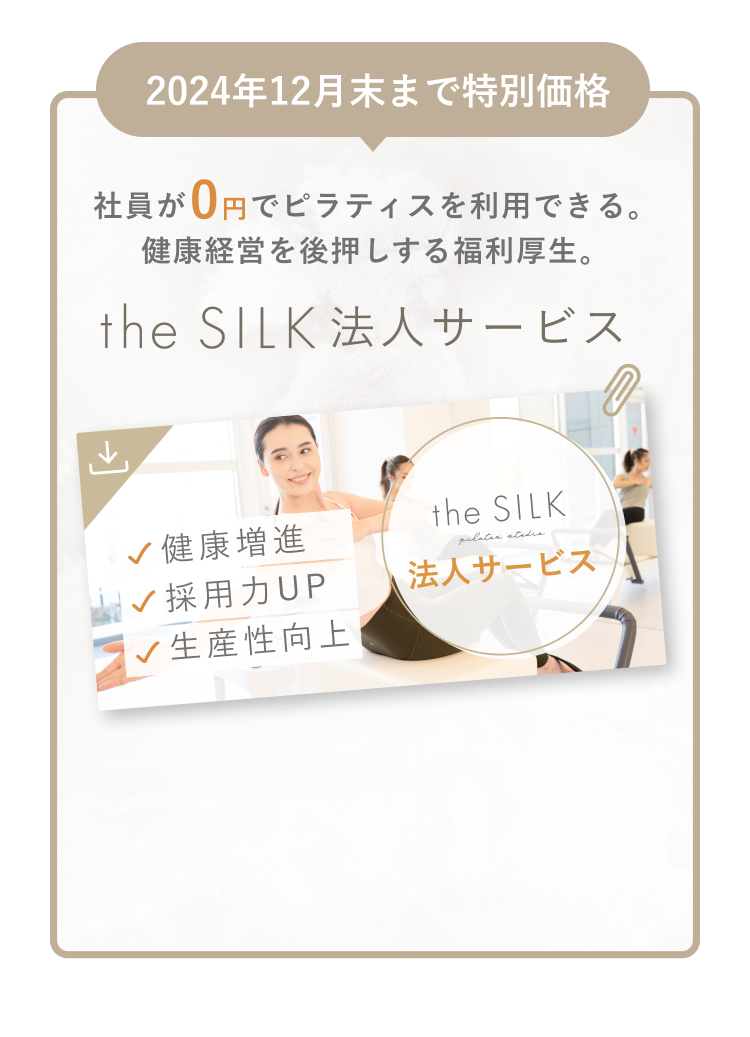 2024年12月末まで特別価格
社員が0円でピラティスを利用できる。
健康経営を後押しする福利厚生。
the SILK 法人サービス
the SILK
pilates studio
法人サービス
健康増進
採用力UP
生産性向上